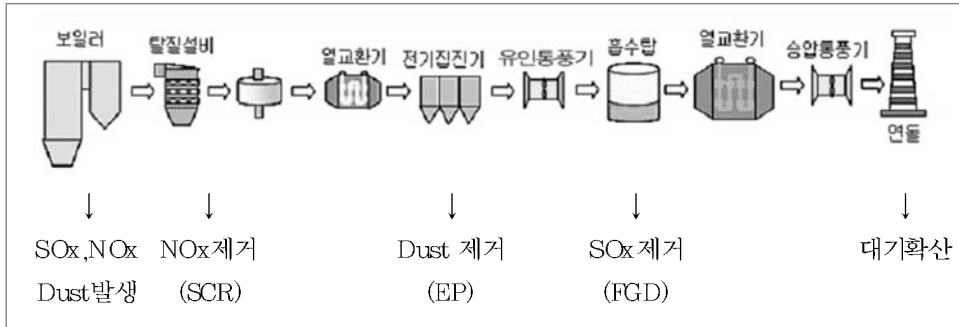 보일러
탈질설비
열교환기
전기집진기
유인통풍기
흡수탑
열교환기
승압통풍기
연돌
↓ ↓ ↓ ↓ ↓
SOx,NOx NOx제거 Dust 제거 SOx제거 대기확산
Dust발생 (SCR) (EP) (FGD)